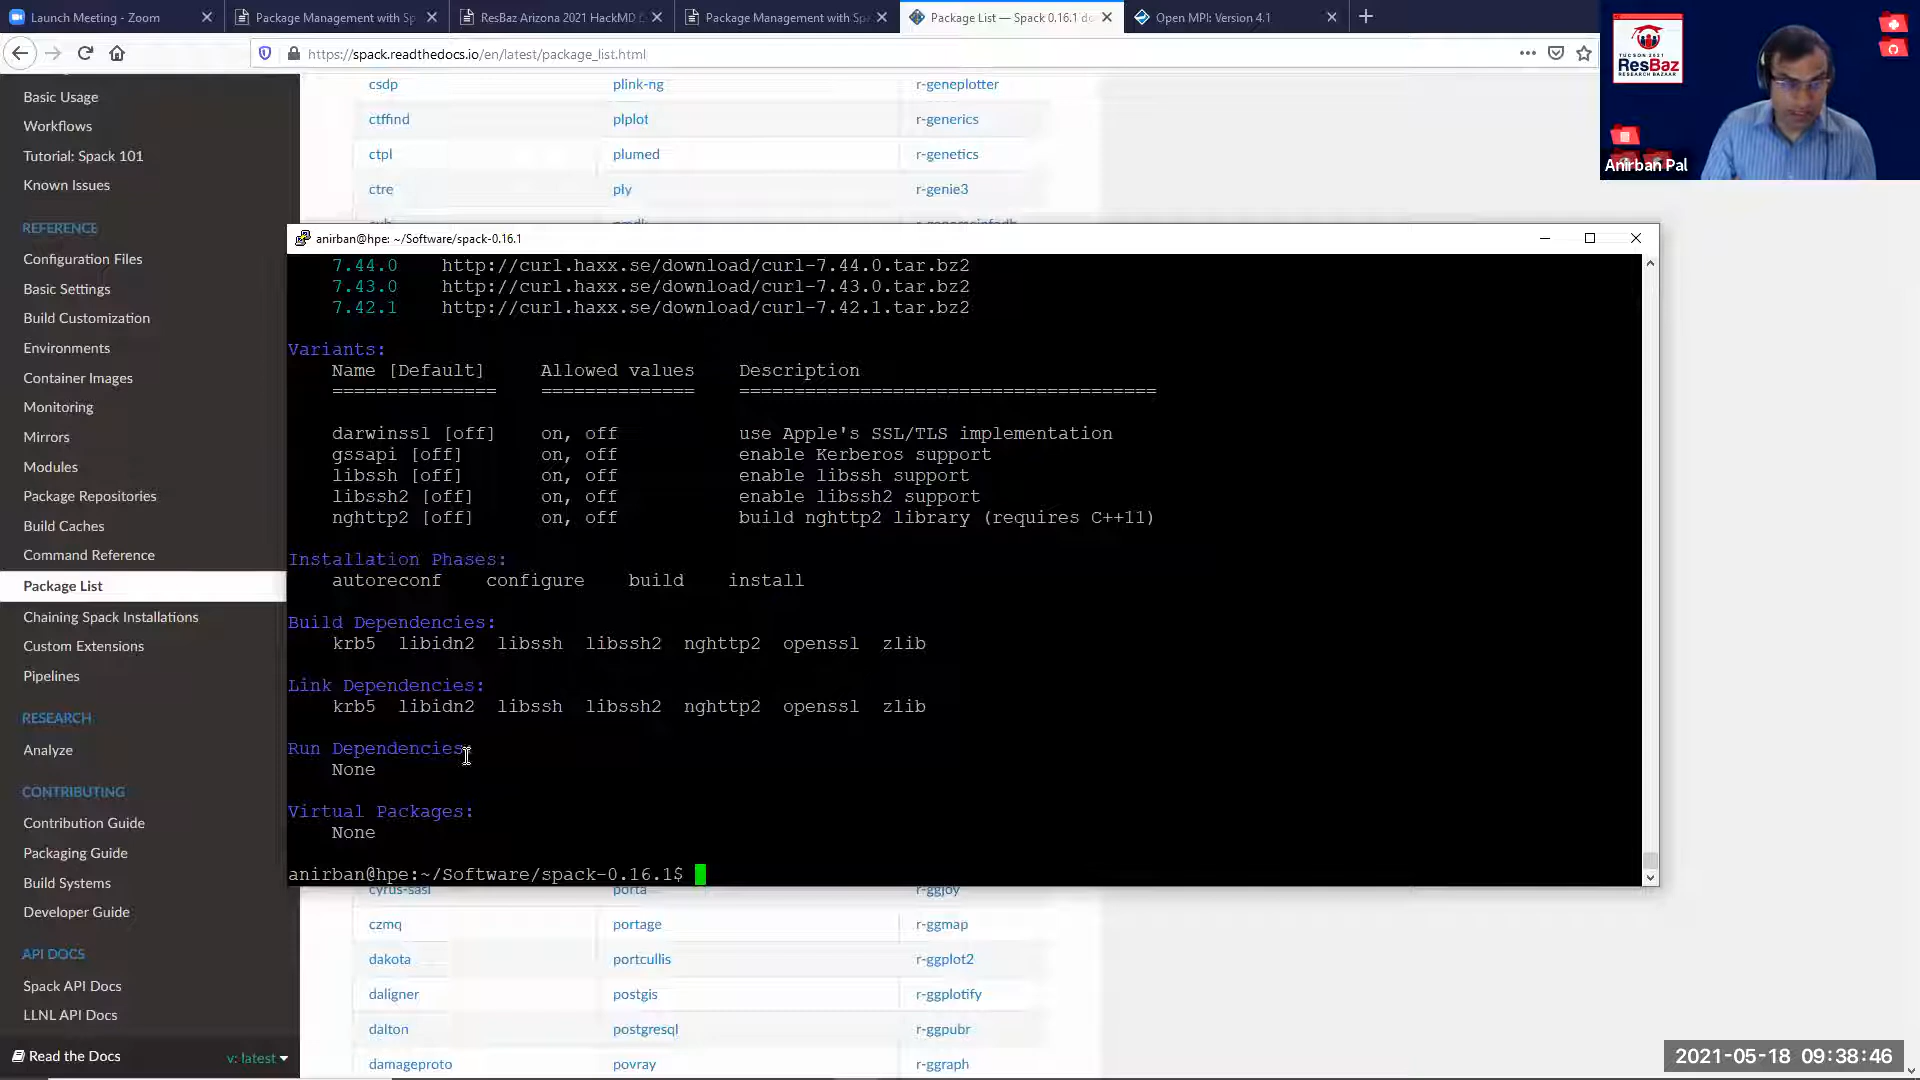 Launch Meeting - Zoom
Package Management with Sp
ResBaz Arizona 2021 HackMD D
Package Management with Spa
Package List — Spack 0.16.1 do
Open MPI: Version 4.1
https://spack.readthedocs.io/en/latest/package_list.html
TUCSON 2021
ResBaz
RESEARCH BAZAAR
Anirban Pal
Basic Usage
Workflows
Tutorial: Spack 101
Known Issues
REFERENCE
Configuration Files
Basic Settings
Build Customization
Environments
Container Images
Monitoring
Mirrors
Modules
Package Repositories
Build Caches
Command Reference
Package List
Chaining Spack Installations
Custom Extensions
Pipelines
RESEARCH
Analyze
CONTRIBUTING
Contribution Guide
Packaging Guide
Build Systems
Developer Guide
API DOCS
Spack API Docs
LLNL API Docs
Read the Docs v: latest
csdp plink-ng r-geneplotter
ctffind plplot r-generics
ctpl plumed r-genetics
ctre ply r-genie3
anirban@hpe: ~/Software/spack-0.16.1
7.44.0 http://curl.haxx.se/download/curl-7.44.0.tar.bz2
7.43.0 http://curl.haxx.se/download/curl-7.43.0.tar.bz2
7.42.1 http://curl.haxx.se/download/curl-7.42.1.tar.bz2
Variants:
Name [Default] Allowed values Description
=============== ============== ======================================
darwinssl [off] on, off use Apple's SSL/TLS implementation
gssapi [off] on, off enable Kerberos support
libssh [off] on, off enable libssh support
libssh2 [off] on, off enable libssh2 support
nghttp2 [off] on, off build nghttp2 library (requires C++11)
Installation Phases:
autoreconf configure build install
Build Dependencies:
krb5 libidn2 libssh libssh2 nghttp2 openssl zlib
Link Dependencies:
krb5 libidn2 libssh libssh2 nghttp2 openssl zlib
Run Dependencies:
None
Virtual Packages:
None
anirban@hpe:~/Software/spack-0.16.1$
cyrus-sasl porta r-ggjoy
czmq portage r-ggmap
dakota portcullis r-ggplot2
daligner postgis r-ggplotify
dalton postgresql r-ggpubr
damageproto povray r-ggraph
2021-05-18 09:38:46